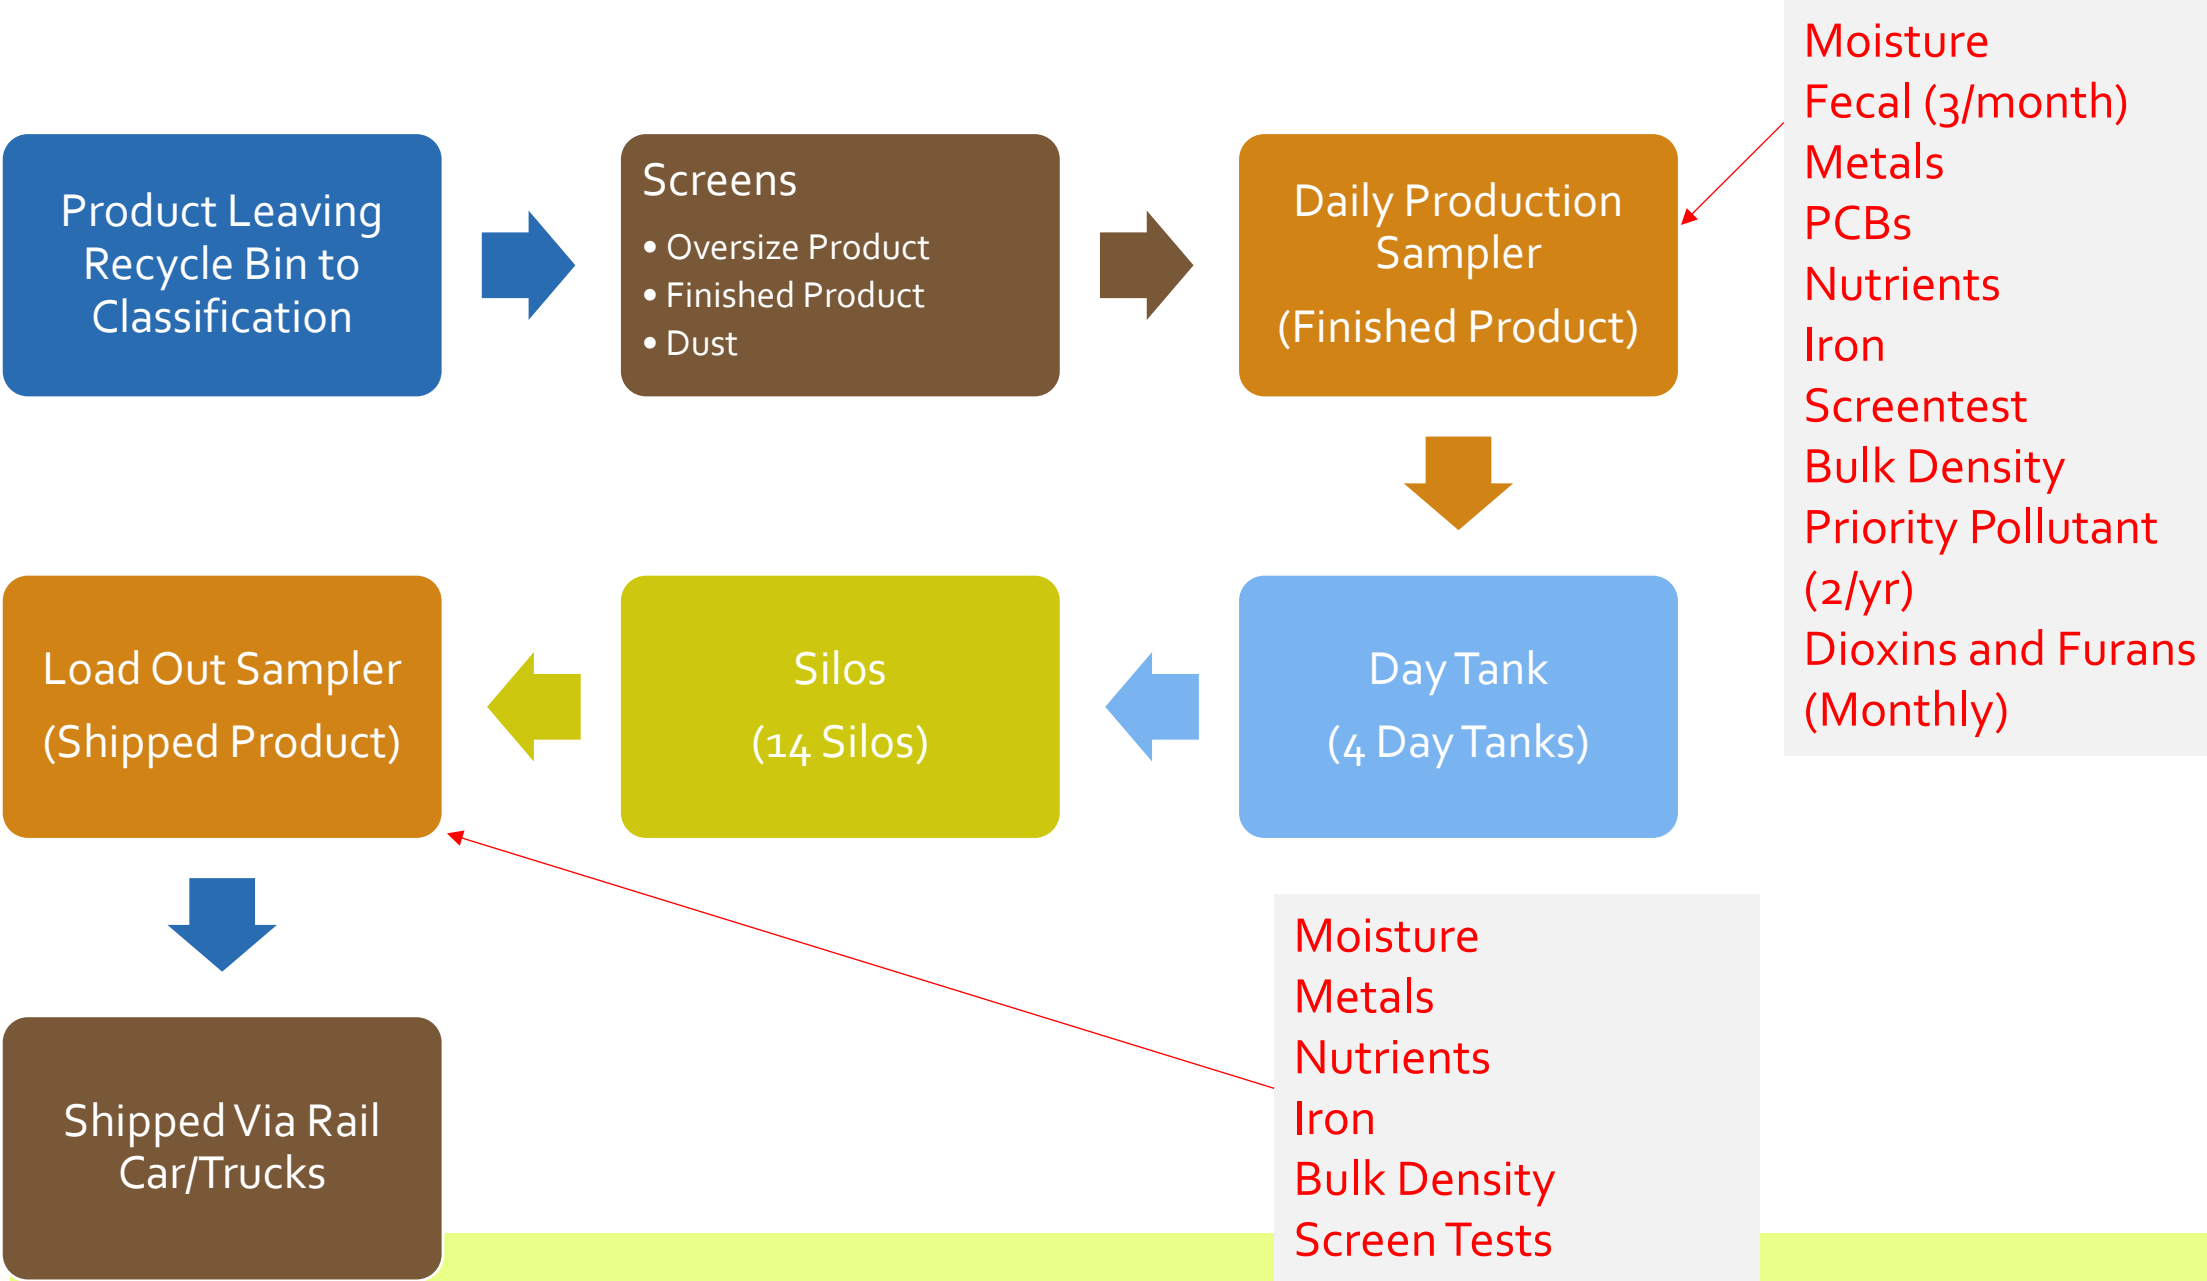 Product Leaving
Recycle Bin to
Classification
Screens
• Oversize Product
• Finished Product
• Dust
Daily Production
Sampler
(Finished Product)
Moisture
Fecal (3/month)
Metals
PCBs
Nutrients
Iron
Screentest
Bulk Density
Priority Pollutant
(2/yr)
Dioxins and Furans
(Monthly)
Day Tank
(4 Day Tanks)
Silos
(14 Silos)
Load Out Sampler
(Shipped Product)
Moisture
Metals
Nutrients
Iron
Bulk Density
Screen Tests
Shipped Via Rail
Car/Trucks